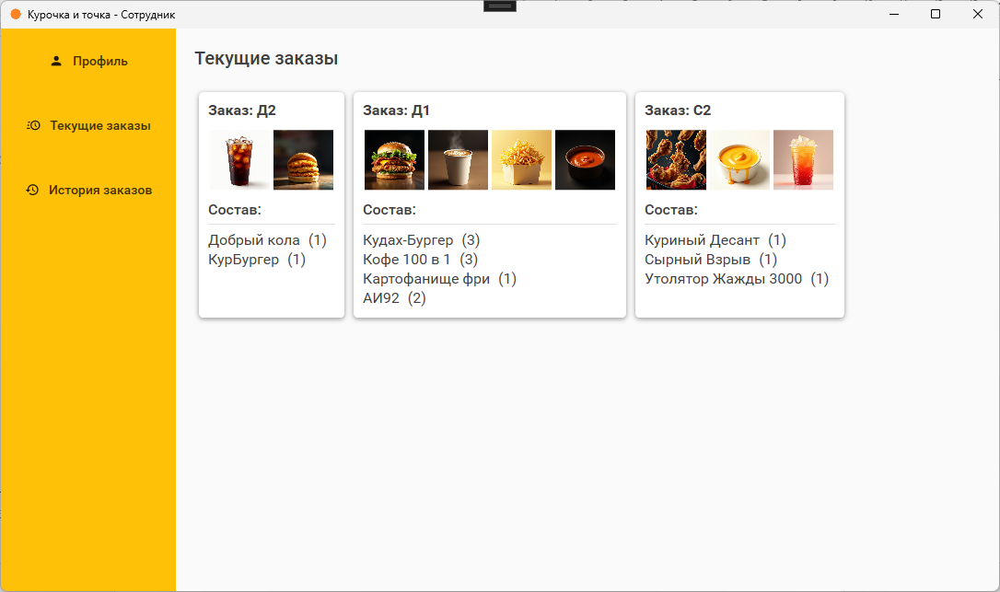 Курочка и точка - Сотрудник
Профиль
Текущие заказы
История заказов
Текущие заказы
Заказ: Д2
Состав:
Добрый кола (1)
КурБургер (1)
Заказ: Д1
Состав:
Кудах-Бургер (3)
Кофе 100 в 1 (3)
Картофанище фри (1)
АИ92 (2)
Заказ: С2
Состав:
Куриный Десант (1)
Сырный Взрыв (1)
Утолятор Жажды 3000 (1)